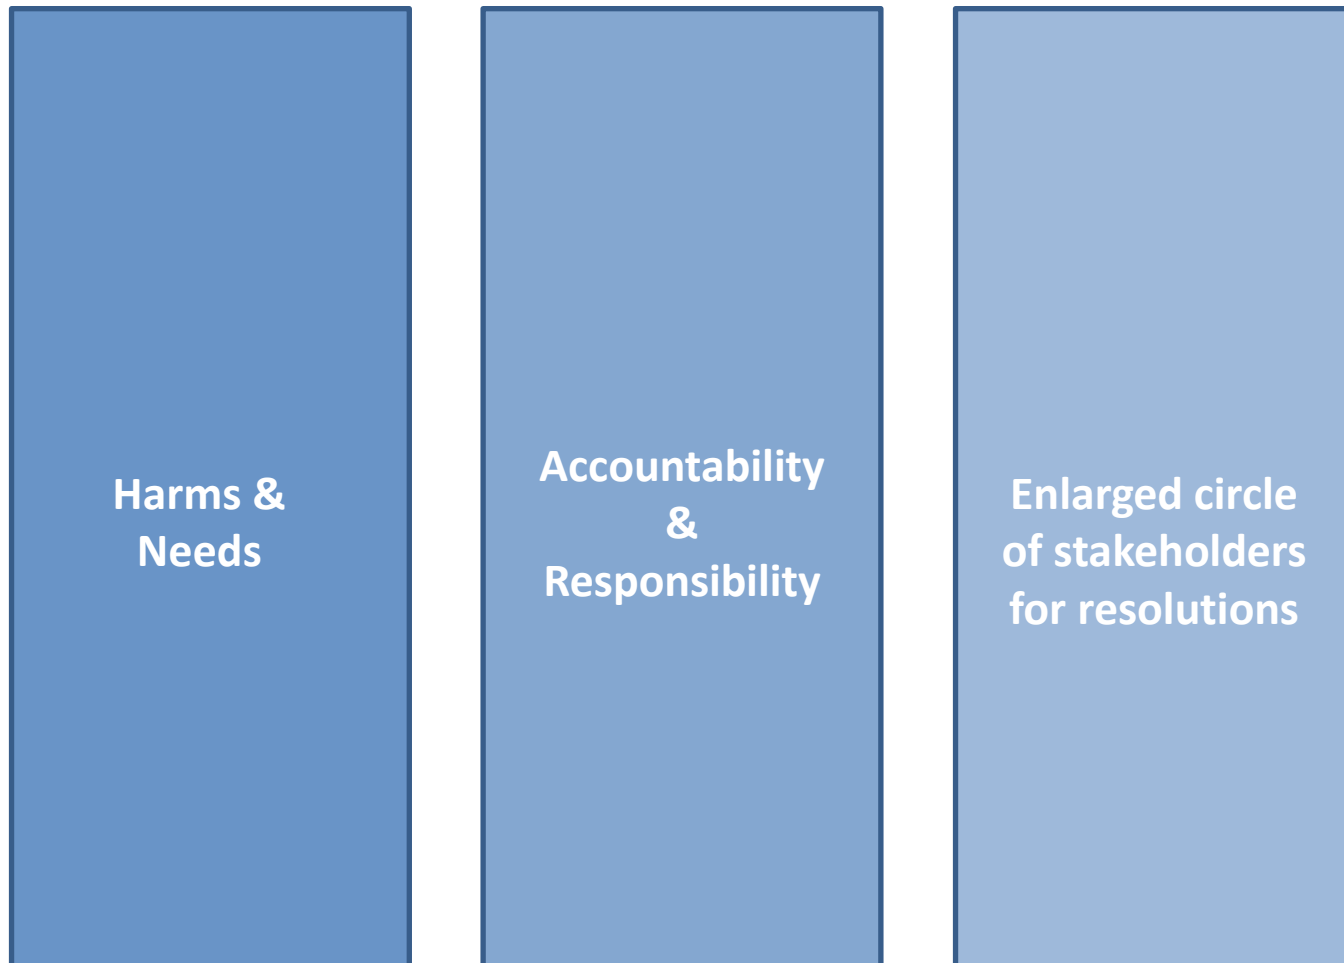 Harms &
Needs
Accountability
&
Responsibility
Enlarged circle
of stakeholders
for resolutions